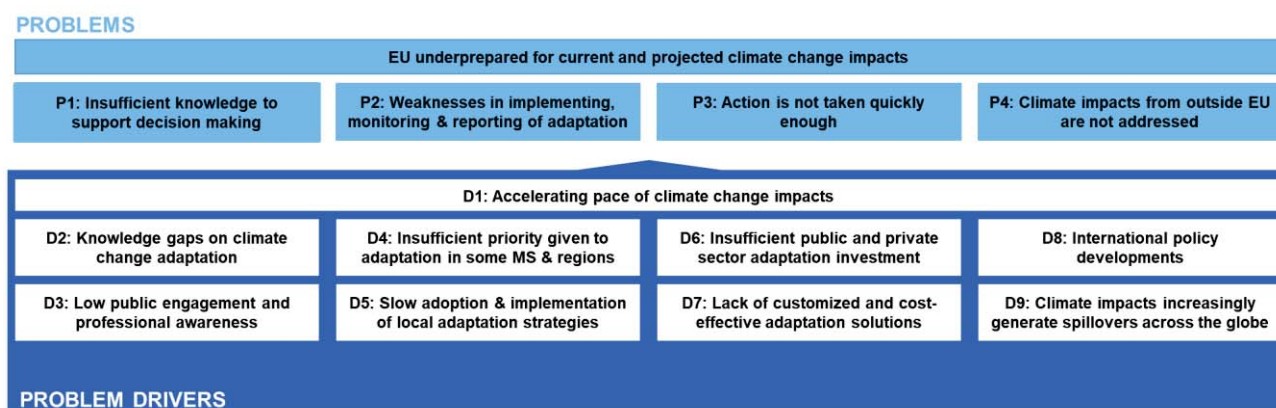 PROBLEMS
EU underprepared for current and projected climate change impacts
P1: Insufficient knowledge to
support decision making
P2: Weaknesses in implementing,
monitoring & reporting of adaptation
P3: Action is not taken quickly
enough
P4: Climate impacts from outside EU
are not addressed
D1: Accelerating pace of climate change impacts
D2: Knowledge gaps on climate
change adaptation
D4: Insufficient priority given to
adaptation in some MS & regions
D6: Insufficient public and private
sector adaptation investment
D8: International policy
developments
D3: Low public engagement and
professional awareness
D5: Slow adoption & implementation
of local adaptation strategies
D7: Lack of customized and cost-
effective adaptation solutions
D9: Climate impacts increasingly
generate spillovers across the globe
PROBLEM DRIVERS